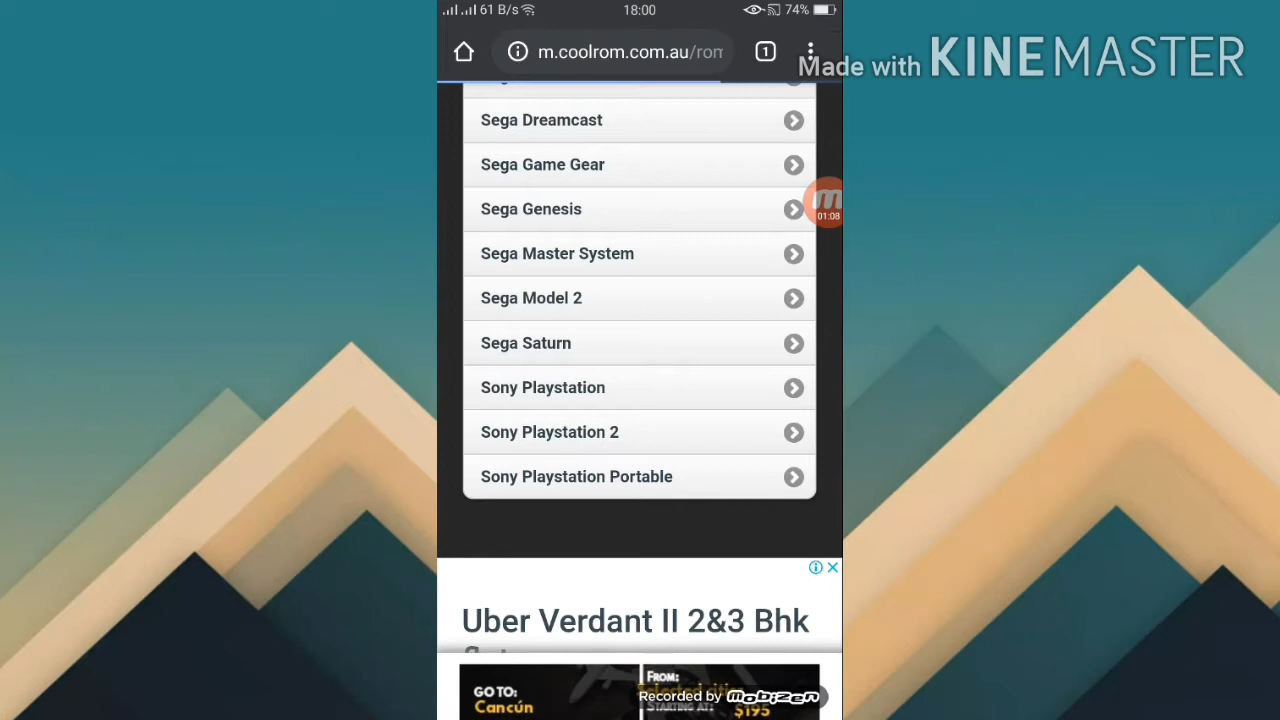 61 B/s 18:00 74%
m.coolrom.com.au/rom 1
Made with KINEMASTER
Sega Dreamcast
Sega Game Gear
Sega Genesis
01:08
Sega Master System
Sega Model 2
Sega Saturn
Sony Playstation
Sony Playstation 2
Sony Playstation Portable
Uber Verdant II 2&3 Bhk
GO TO:
Cancún
FROM:
Selected cities
STARTING AT:
$195
Recorded by mobizen